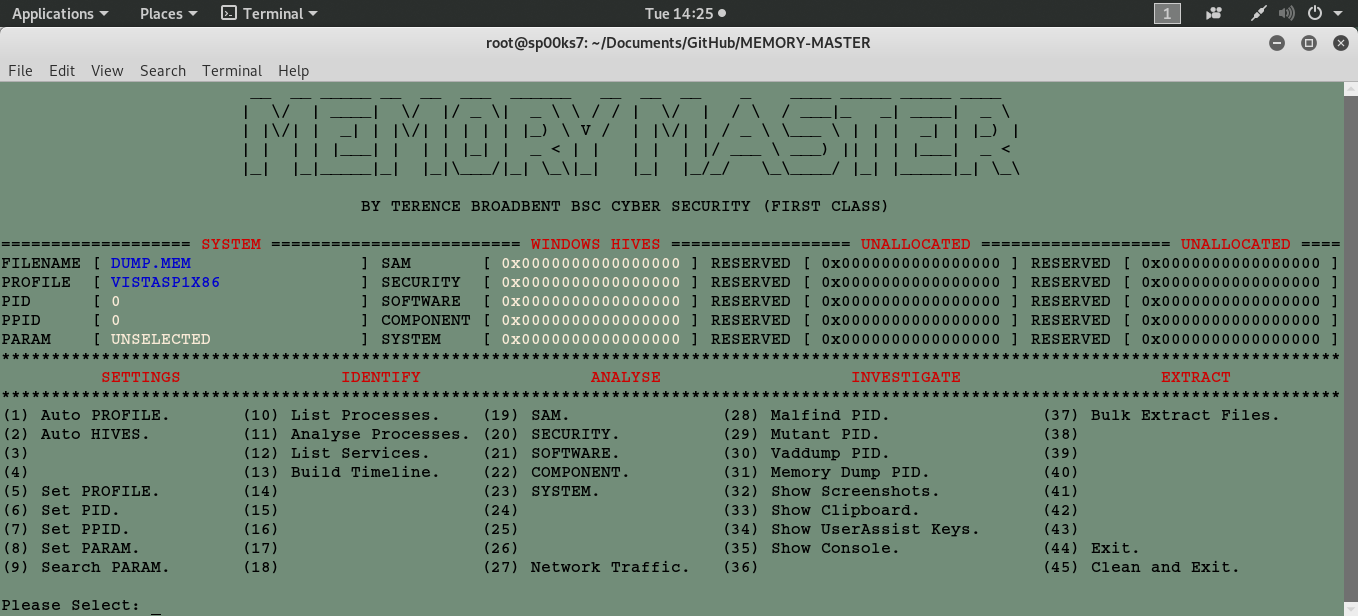 Applications Places Terminal Tue 14:25 1
root@sp00ks7: ~/Documents/GitHub/MEMORY-MASTER
File Edit View Search Terminal Help
MEMORY MASTER
BY TERENCE BROADBENT BSC CYBER SECURITY (FIRST CLASS)
=================== SYSTEM ========================= WINDOWS HIVES ================== UNALLOCATED =================== UNALLOCATED ====
FILENAME [ DUMP.MEM ] SAM [ 0x0000000000000000 ] RESERVED [ 0x0000000000000000 ] RESERVED [ 0x0000000000000000 ]
PROFILE [ VISTASP1X86 ] SECURITY [ 0x0000000000000000 ] RESERVED [ 0x0000000000000000 ] RESERVED [ 0x0000000000000000 ]
PID [ 0 ] SOFTWARE [ 0x0000000000000000 ] RESERVED [ 0x0000000000000000 ] RESERVED [ 0x0000000000000000 ]
PPID [ 0 ] COMPONENT [ 0x0000000000000000 ] RESERVED [ 0x0000000000000000 ] RESERVED [ 0x0000000000000000 ]
PARAM [ UNSELECTED ] SYSTEM [ 0x0000000000000000 ] RESERVED [ 0x0000000000000000 ] RESERVED [ 0x0000000000000000 ]
**************************************************************************************************************************************
SETTINGS IDENTIFY ANALYSE INVESTIGATE EXTRACT
**************************************************************************************************************************************
(1) Auto PROFILE. (10) List Processes. (19) SAM. (28) Malfind PID. (37) Bulk Extract Files.
(2) Auto HIVES. (11) Analyse Processes. (20) SECURITY. (29) Mutant PID. (38)
(3) (12) List Services. (21) SOFTWARE. (30) Vaddump PID. (39)
(4) (13) Build Timeline. (22) COMPONENT. (31) Memory Dump PID. (40)
(5) Set PROFILE. (14) (23) SYSTEM. (32) Show Screenshots. (41)
(6) Set PID. (15) (24) (33) Show Clipboard. (42)
(7) Set PPID. (16) (25) (34) Show UserAssist Keys. (43)
(8) Set PARAM. (17) (26) (35) Show Console. (44) Exit.
(9) Search PARAM. (18) (27) Network Traffic. (36) (45) Clean and Exit.
Please Select: _